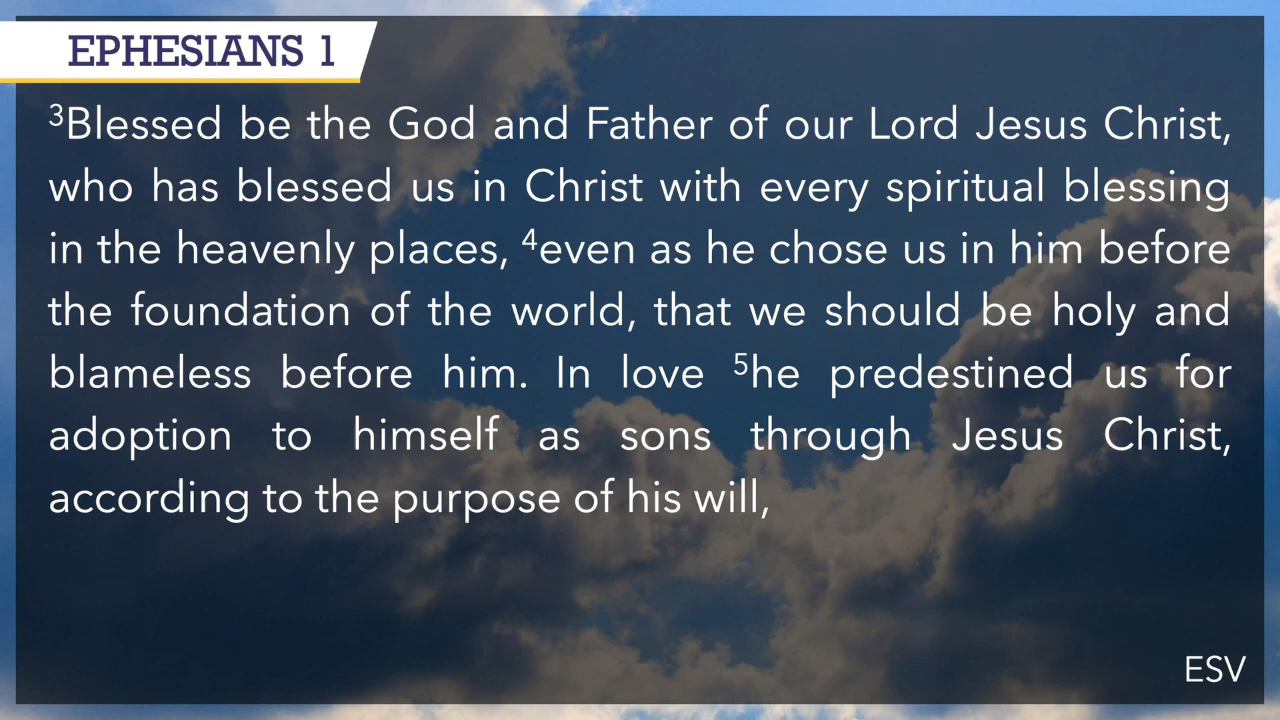 EPHESIANS 1
³Blessed be the God and Father of our Lord Jesus Christ,
who has blessed us in Christ with every spiritual blessing
in the heavenly places, ⁴even as he chose us in him before
the foundation of the world, that we should be holy and
blameless before him. In love ⁵he predestined us for
adoption to himself as sons through Jesus Christ,
according to the purpose of his will,
ESV